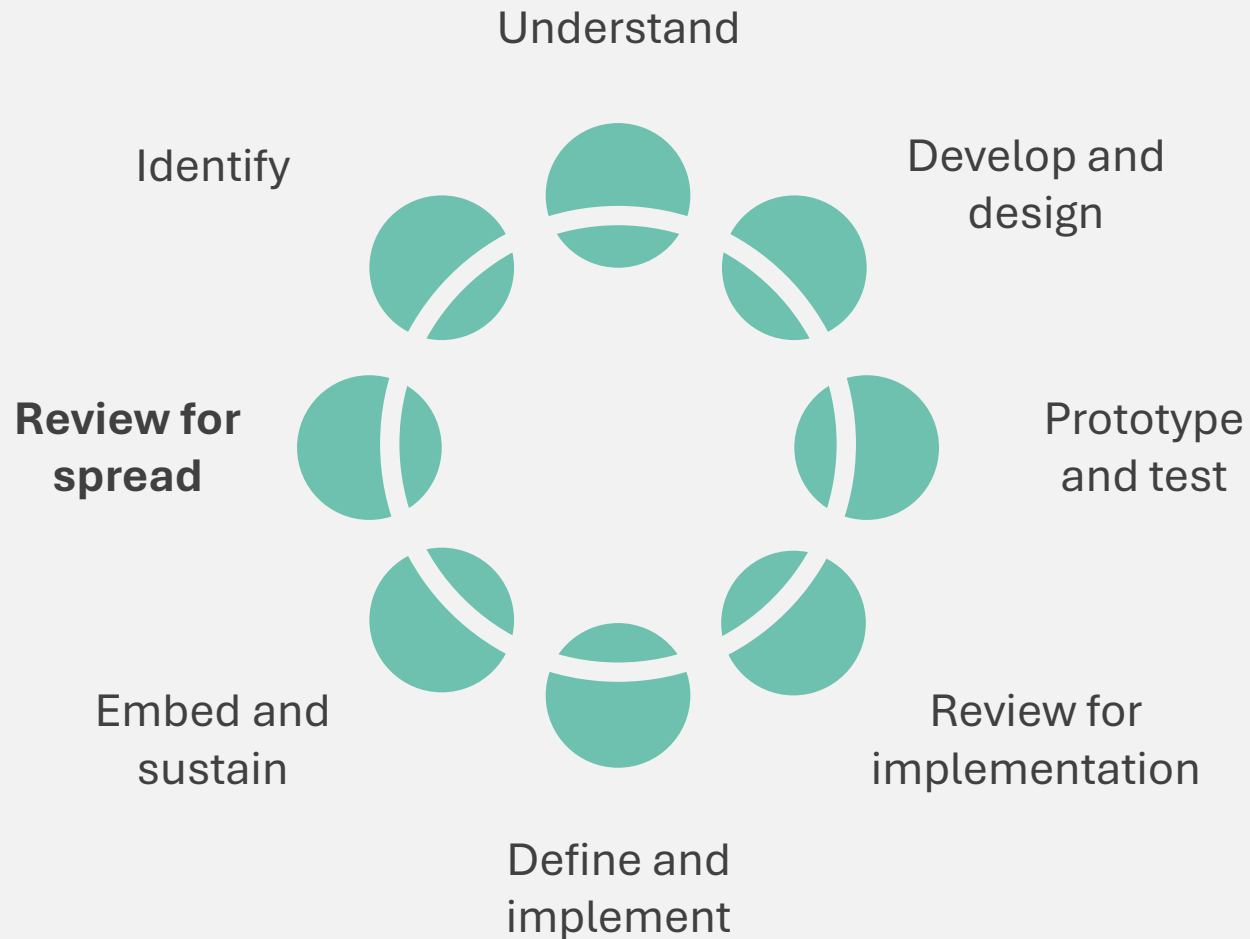 Understand
Identify
Develop and
design
Review for
spread
Prototype
and test
Embed and
sustain
Review for
implementation
Define and
implement